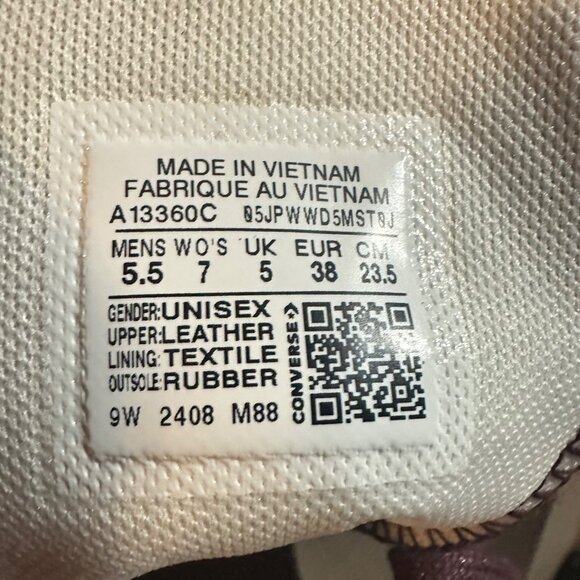 MADE IN VIETNAM
FABRIQUE AU VIETNAM
A13360C 05JPWWD5MST0J
MENS WO'S UK EUR CM
5.5 7 5 38 23.5
GENDER:UNISEX
UPPER:LEATHER
LINING:TEXTILE
OUTSOLE:RUBBER
CONVERSE
9W 2408 M88